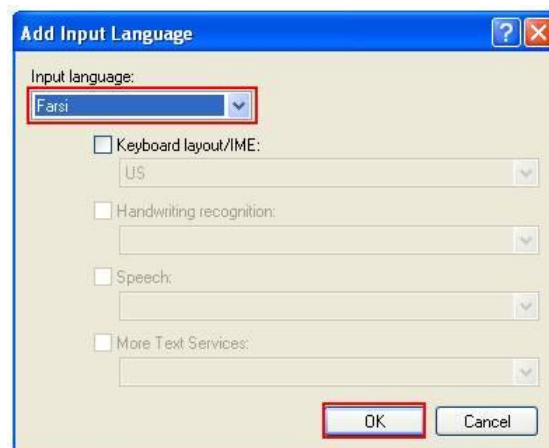 Add Input Language
Input language:
Farsi
Keyboard layout/IME:
US
Handwriting recognition:
Speech:
More Text Services:
OK Cancel